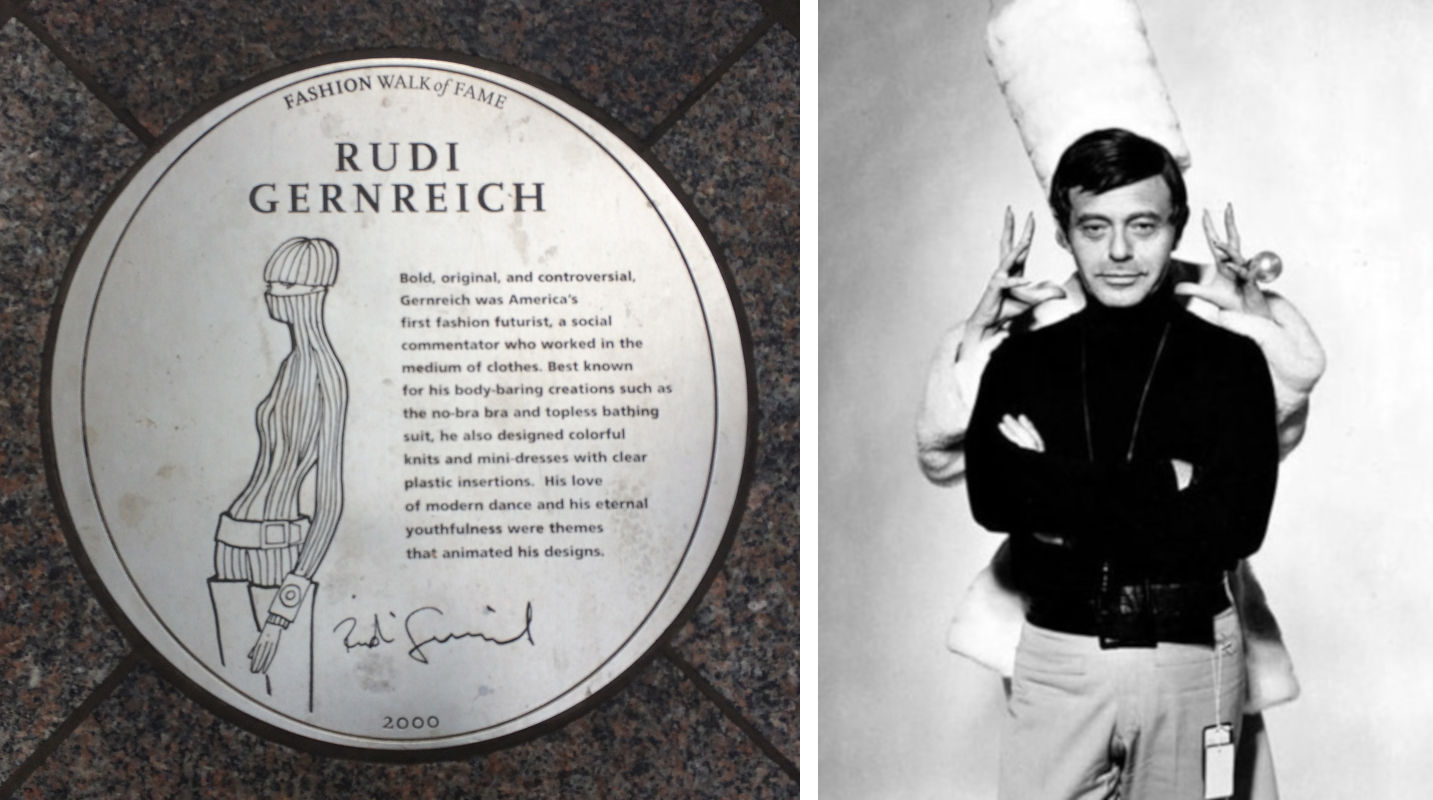 FASHION WALK of FAME
RUDI
GERNREICH
Bold, original, and controversial,
Gernreich was America's
first fashion futurist, a social
commentator who worked in the
medium of clothes. Best known
for his body-baring creations such as
the no-bra bra and topless bathing
suit, he also designed colorful
knits and mini-dresses with clear
plastic insertions. His love
of modern dance and his eternal
youthfulness were themes
that animated his designs.
Rudi Gernreich
2000